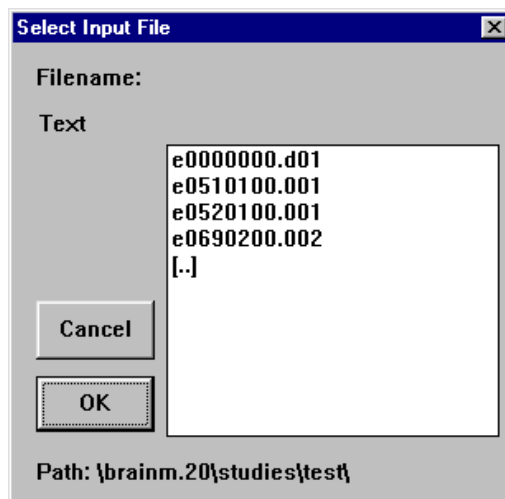 Select Input File
Filename:
Text
e0000000.d01
e0510100.001
e0520100.001
e0690200.002
[..]
Cancel
OK
Path: \brainm.20\studies\test\